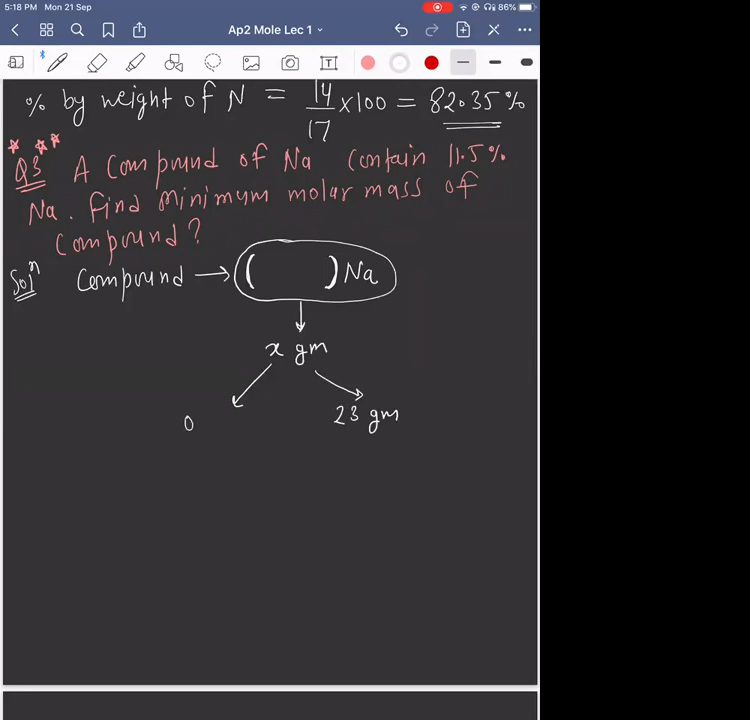 5:18 PM Mon 21 Sep
86%
Ap2 Mole Lec 1
T
% by weight of N = 14/17 x100 = 82.35%
Q3 A Compound of Na Contain 11.5%
Na. Find minimum molar mass of
Compound?
Solⁿ Compound → ( ) Na
x gm
0 23 gm